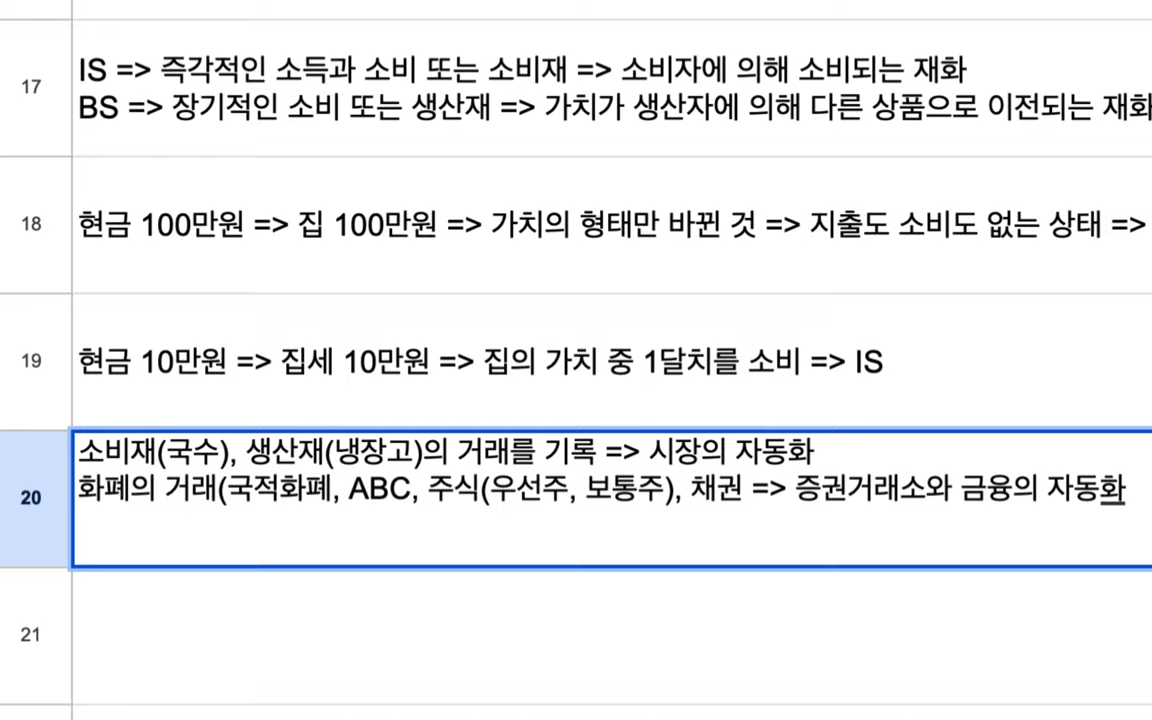 17
IS => 즉각적인 소득과 소비 또는 소비재 => 소비자에 의해 소비되는 재화
BS => 장기적인 소비 또는 생산재 => 가치가 생산자에 의해 다른 상품으로 이전되는 재화
18
현금 100만원 => 집 100만원 => 가치의 형태만 바뀐 것 => 지출도 소비도 없는 상태 =>
19
현금 10만원 => 집세 10만원 => 집의 가치 중 1달치를 소비 => IS
20
소비재(국수), 생산재(냉장고)의 거래를 기록 => 시장의 자동화
화폐의 거래(국적화폐, ABC, 주식(우선주, 보통주), 채권 => 증권거래소와 금융의 자동화
21